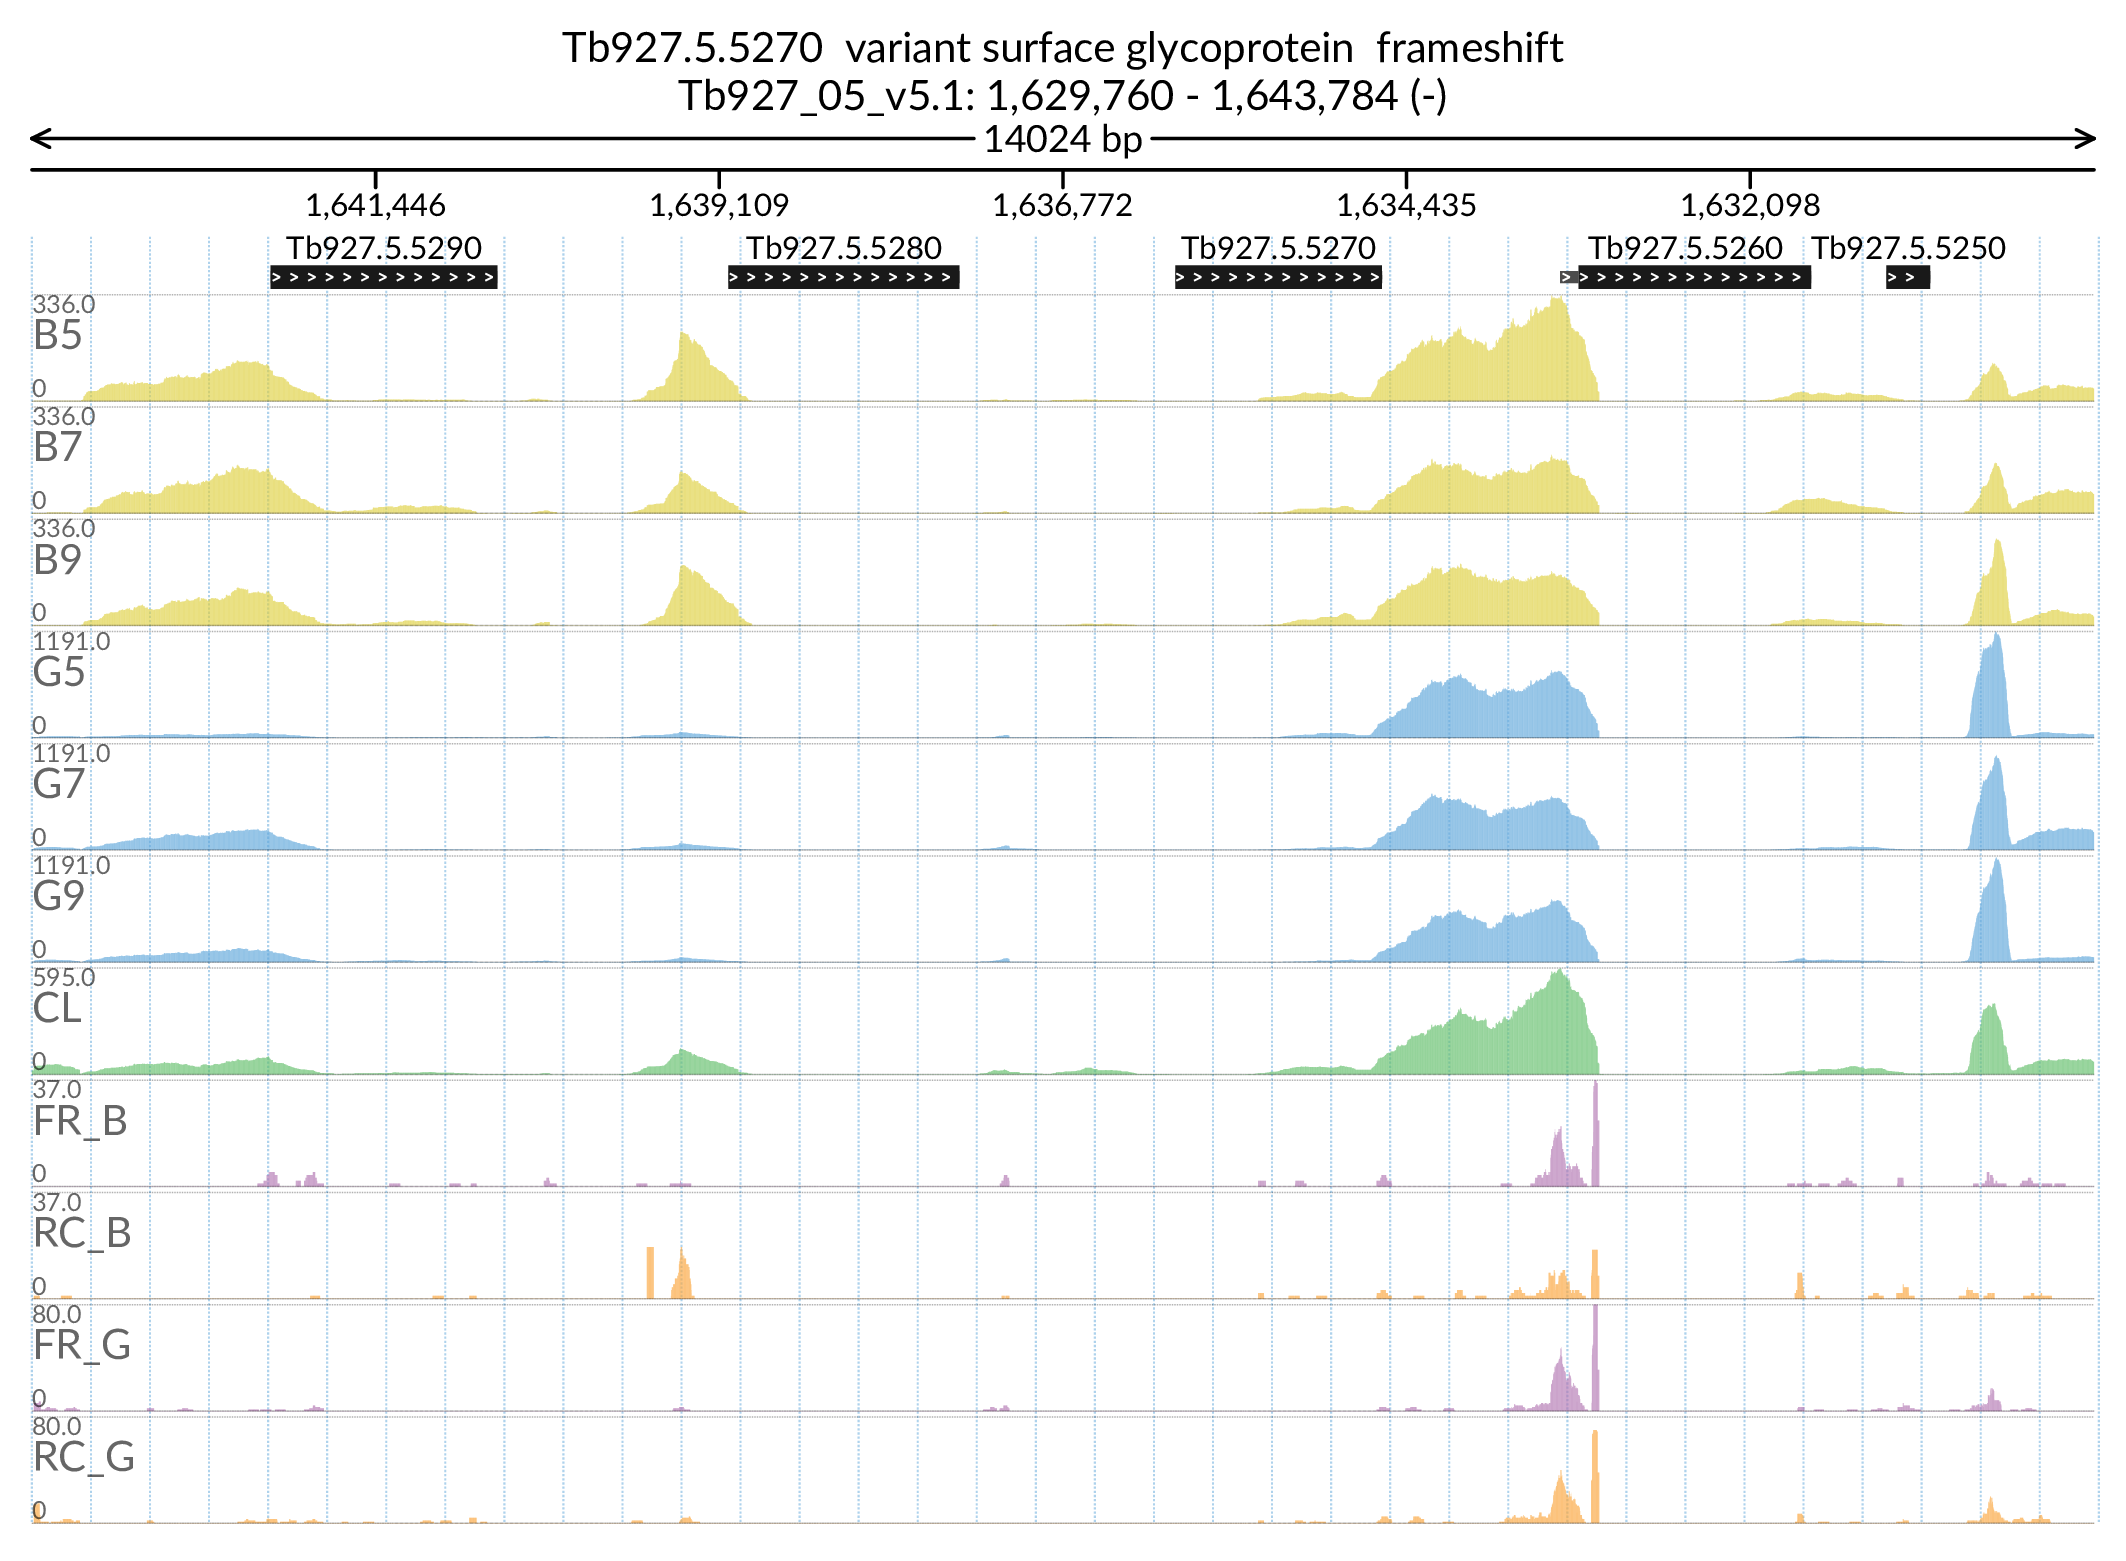 Tb927.5.5270  variant surface glycoprotein  frameshift
Tb927_05_v5.1: 1,629,760 - 1,643,784 (-)
14024 bp
1,641,446 1,639,109 1,636,772 1,634,435 1,632,098
Tb927.5.5290 Tb927.5.5280 Tb927.5.5270 Tb927.5.5260 Tb927.5.5250
336.0
B5
0
336.0
B7
0
336.0
B9
0
1191.0
G5
0
1191.0
G7
0
1191.0
G9
0
595.0
CL
0
37.0
FR_B
0
37.0
RC_B
0
80.0
FR_G
0
80.0
RC_G
0